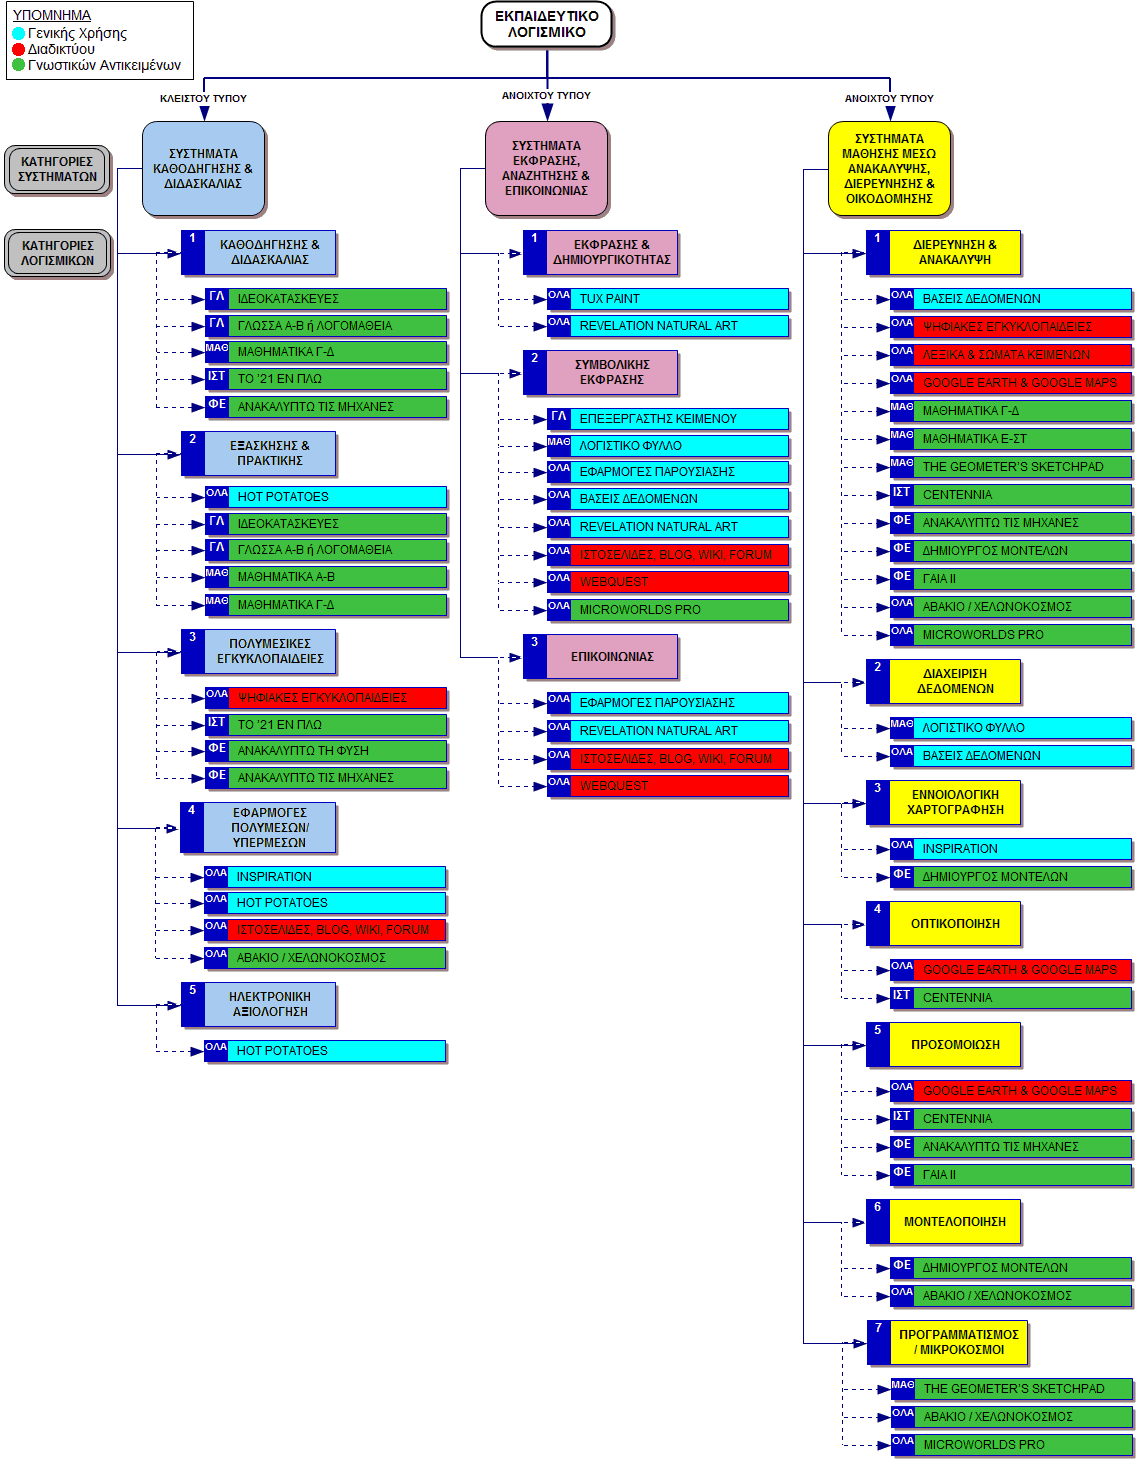 ΥΠΟΜΝΗΜΑ
Γενικής Χρήσης
Διαδικτύου
Γνωστικών Αντικειμένων
ΕΚΠΑΙΔΕΥΤΙΚΟ
ΛΟΓΙΣΜΙΚΟ
ΚΛΕΙΣΤΟΥ ΤΥΠΟΥ
ΑΝΟΙΧΤΟΥ ΤΥΠΟΥ
ΑΝΟΙΧΤΟΥ ΤΥΠΟΥ
ΚΑΤΗΓΟΡΙΕΣ
ΣΥΣΤΗΜΑΤΩΝ
ΚΑΤΗΓΟΡΙΕΣ
ΛΟΓΙΣΜΙΚΩΝ
ΣΥΣΤΗΜΑΤΑ
ΚΑΘΟΔΗΓΗΣΗΣ &
ΔΙΔΑΣΚΑΛΙΑΣ
1
ΚΑΘΟΔΗΓΗΣΗΣ &
ΔΙΔΑΣΚΑΛΙΑΣ
ΓΛ ΙΔΕΟΚΑΤΑΣΚΕΥΕΣ
ΓΛ ΓΛΩΣΣΑ Α-Β ή ΛΟΓΟΜΑΘΕΙΑ
ΜΑΘ ΜΑΘΗΜΑΤΙΚΑ Γ-Δ
ΙΣΤ ΤΟ '21 ΕΝ ΠΛΩ
ΦΕ ΑΝΑΚΑΛΥΠΤΩ ΤΙΣ ΜΗΧΑΝΕΣ
2
ΕΞΑΣΚΗΣΗΣ &
ΠΡΑΚΤΙΚΗΣ
ΟΛΑ HOT POTATOES
ΓΛ ΙΔΕΟΚΑΤΑΣΚΕΥΕΣ
ΓΛ ΓΛΩΣΣΑ Α-Β ή ΛΟΓΟΜΑΘΕΙΑ
ΜΑΘ ΜΑΘΗΜΑΤΙΚΑ Α-Β
ΜΑΘ ΜΑΘΗΜΑΤΙΚΑ Γ-Δ
3
ΠΟΛΥΜΕΣΙΚΕΣ
ΕΓΚΥΚΛΟΠΑΙΔΕΙΕΣ
ΟΛΑ ΨΗΦΙΑΚΕΣ ΕΓΚΥΚΛΟΠΑΙΔΕΙΕΣ
ΙΣΤ ΤΟ '21 ΕΝ ΠΛΩ
ΦΕ ΑΝΑΚΑΛΥΠΤΩ ΤΗ ΦΥΣΗ
ΦΕ ΑΝΑΚΑΛΥΠΤΩ ΤΙΣ ΜΗΧΑΝΕΣ
4
ΕΦΑΡΜΟΓΕΣ
ΠΟΛΥΜΕΣΩΝ/
ΥΠΕΡΜΕΣΩΝ
ΟΛΑ INSPIRATION
ΟΛΑ HOT POTATOES
ΟΛΑ ΙΣΤΟΣΕΛΙΔΕΣ, BLOG, WIKI, FORUM
ΟΛΑ ΑΒΑΚΙΟ / ΧΕΛΩΝΟΚΟΣΜΟΣ
5
ΗΛΕΚΤΡΟΝΙΚΗ
ΑΞΙΟΛΟΓΗΣΗ
ΟΛΑ HOT POTATOES
ΣΥΣΤΗΜΑΤΑ
ΕΚΦΡΑΣΗΣ,
ΑΝΑΖΗΤΗΣΗΣ &
ΕΠΙΚΟΙΝΩΝΙΑΣ
1
ΕΚΦΡΑΣΗΣ &
ΔΗΜΙΟΥΡΓΙΚΟΤΗΤΑΣ
ΟΛΑ TUX PAINT
ΟΛΑ REVELATION NATURAL ART
2
ΣΥΜΒΟΛΙΚΗΣ
ΕΚΦΡΑΣΗΣ
ΓΛ ΕΠΕΞΕΡΓΑΣΤΗΣ ΚΕΙΜΕΝΟΥ
ΜΑΘ ΛΟΓΙΣΤΙΚΟ ΦΥΛΛΟ
ΟΛΑ ΕΦΑΡΜΟΓΕΣ ΠΑΡΟΥΣΙΑΣΗΣ
ΟΛΑ ΒΑΣΕΙΣ ΔΕΔΟΜΕΝΩΝ
ΟΛΑ REVELATION NATURAL ART
ΟΛΑ ΙΣΤΟΣΕΛΙΔΕΣ, BLOG, WIKI, FORUM
ΟΛΑ WEBQUEST
ΟΛΑ MICROWORLDS PRO
3
ΕΠΙΚΟΙΝΩΝΙΑΣ
ΟΛΑ ΕΦΑΡΜΟΓΕΣ ΠΑΡΟΥΣΙΑΣΗΣ
ΟΛΑ REVELATION NATURAL ART
ΟΛΑ ΙΣΤΟΣΕΛΙΔΕΣ, BLOG, WIKI, FORUM
ΟΛΑ WEBQUEST
ΣΥΣΤΗΜΑΤΑ
ΜΑΘΗΣΗΣ ΜΕΣΩ
ΑΝΑΚΑΛΥΨΗΣ,
ΔΙΕΡΕΥΝΗΣΗΣ &
ΟΙΚΟΔΟΜΗΣΗΣ
1
ΔΙΕΡΕΥΝΗΣΗ &
ΑΝΑΚΑΛΥΨΗ
ΟΛΑ ΒΑΣΕΙΣ ΔΕΔΟΜΕΝΩΝ
ΟΛΑ ΨΗΦΙΑΚΕΣ ΕΓΚΥΚΛΟΠΑΙΔΕΙΕΣ
ΟΛΑ ΛΕΞΙΚΑ & ΣΩΜΑΤΑ ΚΕΙΜΕΝΩΝ
ΟΛΑ GOOGLE EARTH & GOOGLE MAPS
ΜΑΘ ΜΑΘΗΜΑΤΙΚΑ Γ-Δ
ΜΑΘ ΜΑΘΗΜΑΤΙΚΑ Ε-ΣΤ
ΜΑΘ THE GEOMETER'S SKETCHPAD
ΙΣΤ CENTENNIA
ΦΕ ΑΝΑΚΑΛΥΠΤΩ ΤΙΣ ΜΗΧΑΝΕΣ
ΦΕ ΔΗΜΙΟΥΡΓΟΣ ΜΟΝΤΕΛΩΝ
ΦΕ ΓΑΙΑ ΙΙ
ΟΛΑ ΑΒΑΚΙΟ / ΧΕΛΩΝΟΚΟΣΜΟΣ
ΟΛΑ MICROWORLDS PRO
2
ΔΙΑΧΕΙΡΙΣΗ
ΔΕΔΟΜΕΝΩΝ
ΜΑΘ ΛΟΓΙΣΤΙΚΟ ΦΥΛΛΟ
ΟΛΑ ΒΑΣΕΙΣ ΔΕΔΟΜΕΝΩΝ
3
ΕΝΝΟΙΟΛΟΓΙΚΗ
ΧΑΡΤΟΓΡΑΦΗΣΗ
ΟΛΑ INSPIRATION
ΦΕ ΔΗΜΙΟΥΡΓΟΣ ΜΟΝΤΕΛΩΝ
4
ΟΠΤΙΚΟΠΟΙΗΣΗ
ΟΛΑ GOOGLE EARTH & GOOGLE MAPS
ΙΣΤ CENTENNIA
5
ΠΡΟΣΟΜΟΙΩΣΗ
ΟΛΑ GOOGLE EARTH & GOOGLE MAPS
ΙΣΤ CENTENNIA
ΦΕ ΑΝΑΚΑΛΥΠΤΩ ΤΙΣ ΜΗΧΑΝΕΣ
ΦΕ ΓΑΙΑ ΙΙ
6
ΜΟΝΤΕΛΟΠΟΙΗΣΗ
ΦΕ ΔΗΜΙΟΥΡΓΟΣ ΜΟΝΤΕΛΩΝ
ΟΛΑ ΑΒΑΚΙΟ / ΧΕΛΩΝΟΚΟΣΜΟΣ
7
ΠΡΟΓΡΑΜΜΑΤΙΣΜΟΣ
/ ΜΙΚΡΟΚΟΣΜΟΙ
ΜΑΘ THE GEOMETER'S SKETCHPAD
ΟΛΑ ΑΒΑΚΙΟ / ΧΕΛΩΝΟΚΟΣΜΟΣ
ΟΛΑ MICROWORLDS PRO